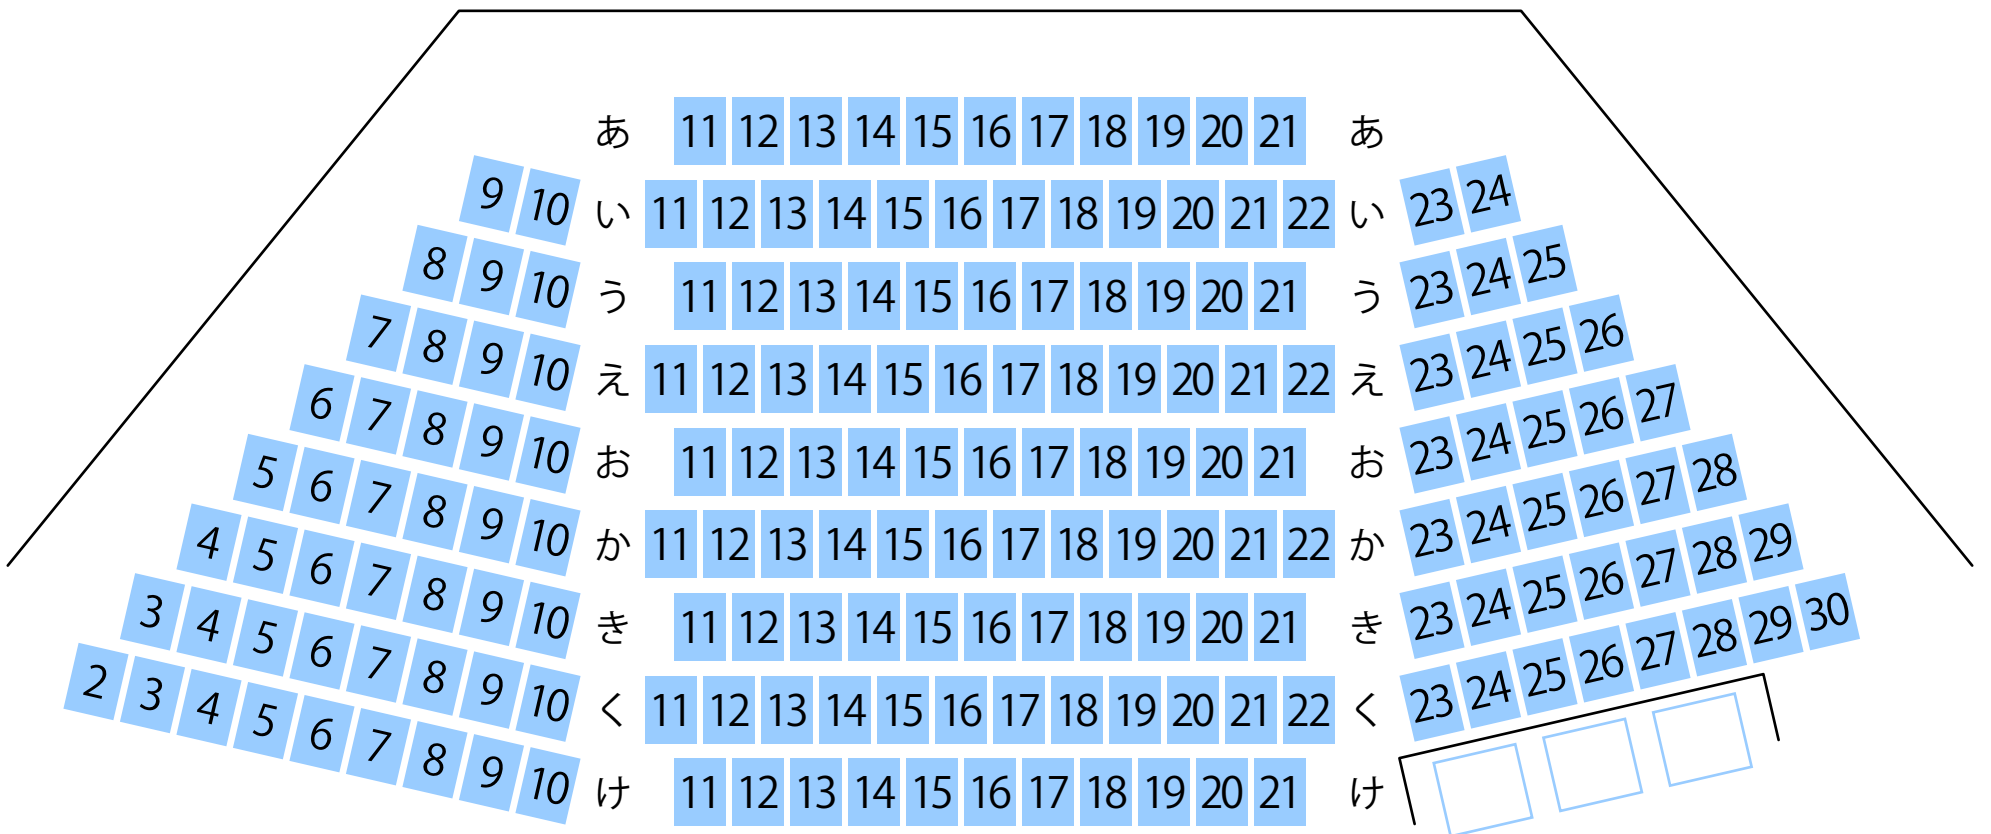 あ 11 12 13 14 15 16 17 18 19 20 21 あ
9 10 い 11 12 13 14 15 16 17 18 19 20 21 22 い 23 24
8 9 10 う 11 12 13 14 15 16 17 18 19 20 21 う 23 24 25
7 8 9 10 え 11 12 13 14 15 16 17 18 19 20 21 22 え 23 24 25 26
6 7 8 9 10 お 11 12 13 14 15 16 17 18 19 20 21 お 23 24 25 26 27
5 6 7 8 9 10 か 11 12 13 14 15 16 17 18 19 20 21 22 か 23 24 25 26 27 28
4 5 6 7 8 9 10 き 11 12 13 14 15 16 17 18 19 20 21 き 23 24 25 26 27 28 29
3 4 5 6 7 8 9 10 く 11 12 13 14 15 16 17 18 19 20 21 22 く 23 24 25 26 27 28 29 30
2 3 4 5 6 7 8 9 10 け 11 12 13 14 15 16 17 18 19 20 21 け